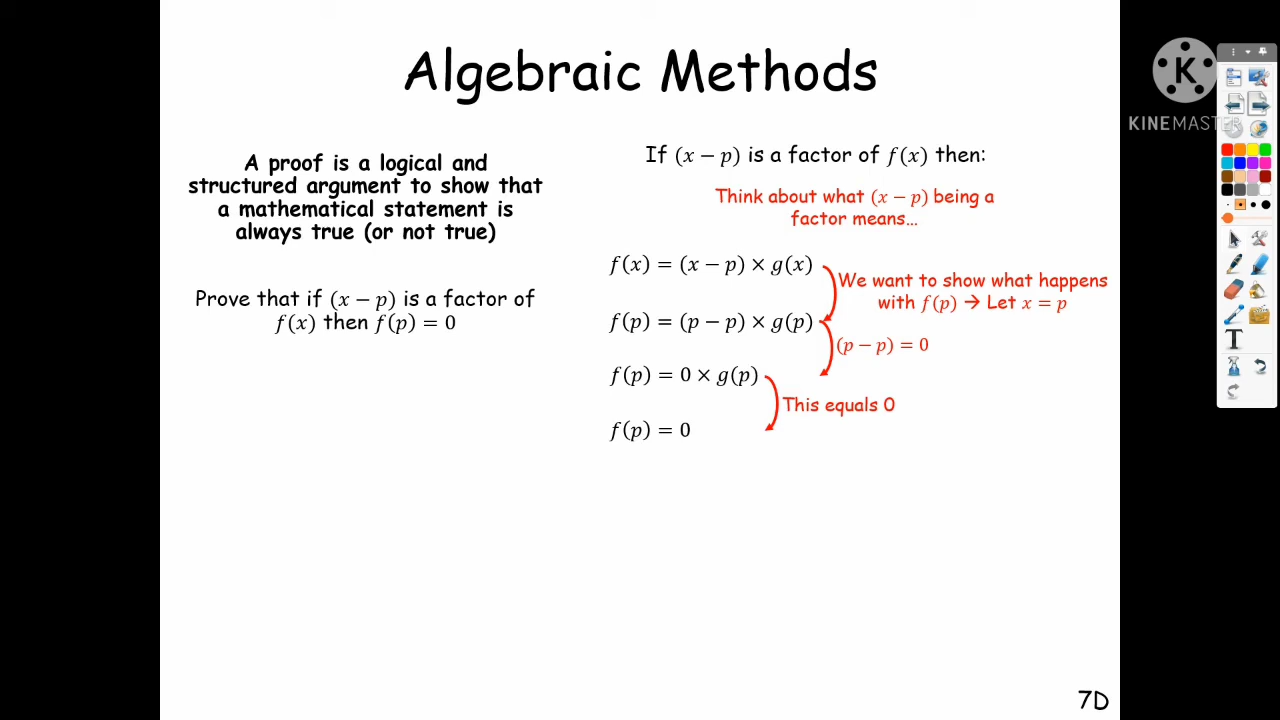 Algebraic Methods
A proof is a logical and
structured argument to show that
a mathematical statement is
always true (or not true)
Prove that if (x − p) is a factor of
f(x) then f(p) = 0
If (x − p) is a factor of f(x) then:
Think about what (x − p) being a
factor means...
f(x) = (x − p) × g(x)
We want to show what happens
with f(p) → Let x = p
f(p) = (p − p) × g(p)
(p − p) = 0
f(p) = 0 × g(p)
This equals 0
f(p) = 0
7D
K
KINEMASTER
T